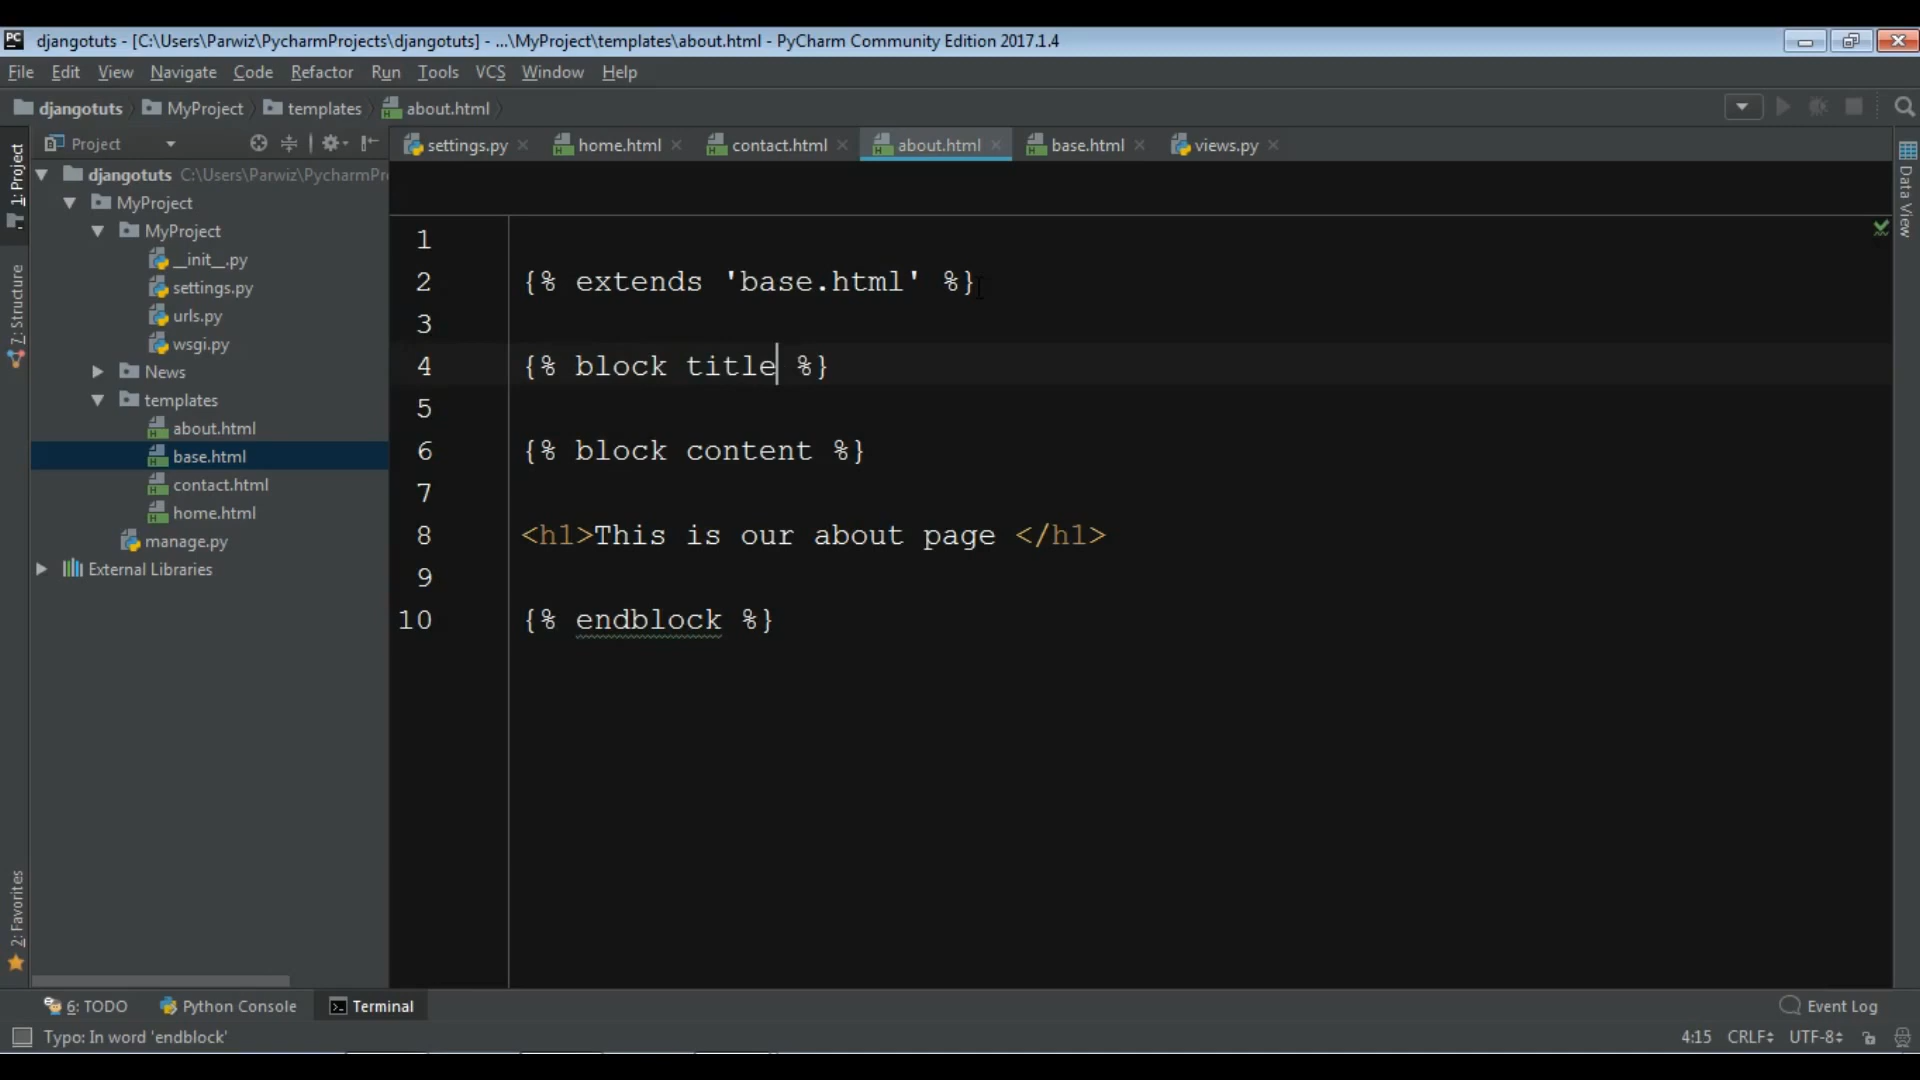 djangotuts - [C:\Users\Parwiz\PycharmProjects\djangotuts] - ...\MyProject\templates\about.html - PyCharm Community Edition 2017.1.4
File Edit View Navigate Code Refactor Run Tools VCS Window Help
djangotuts MyProject templates about.html
Project
settings.py home.html contact.html about.html base.html views.py
1: Project
7: Structure
2: Favorites
djangotuts C:\Users\Parwiz\PycharmPr
MyProject
MyProject
__init__.py
settings.py
urls.py
wsgi.py
News
templates
about.html
base.html
contact.html
home.html
manage.py
External Libraries
1
2 {% extends 'base.html' %}
3
4 {% block title %}
5
6 {% block content %}
7
8 <h1>This is our about page </h1>
9
10 {% endblock %}
Data View
6: TODO Python Console Terminal Event Log
Typo: In word 'endblock' 4:15 CRLF UTF-8